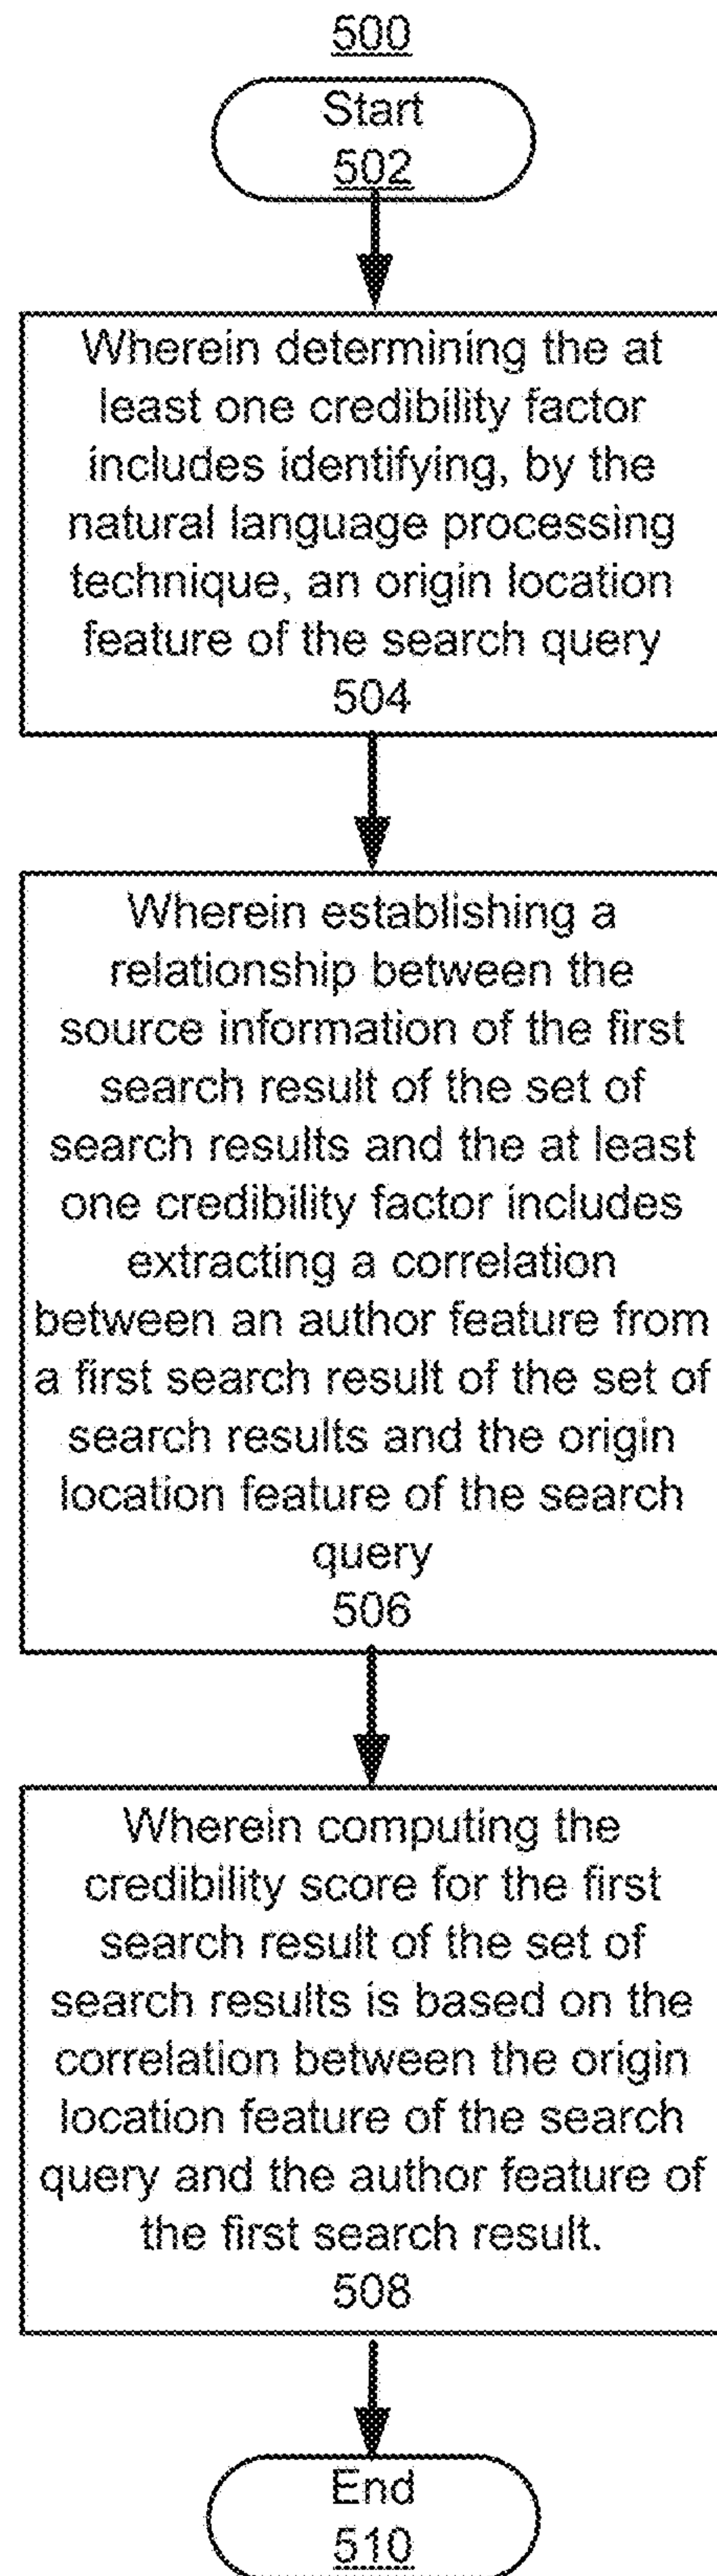 500
Start
502
Wherein determining the at
least one credibility factor
includes identifying, by the
natural language processing
technique, an origin location
feature of the search query
504
Wherein establishing a
relationship between the
source information of the first
search result of the set of
search results and the at least
one credibility factor includes
extracting a correlation
between an author feature from
a first search result of the set of
search results and the origin
location feature of the search
query
506
Wherein computing the
credibility score for the first
search result of the set of
search results is based on the
correlation between the origin
location feature of the search
query and the author feature of
the first search result.
508
End
510